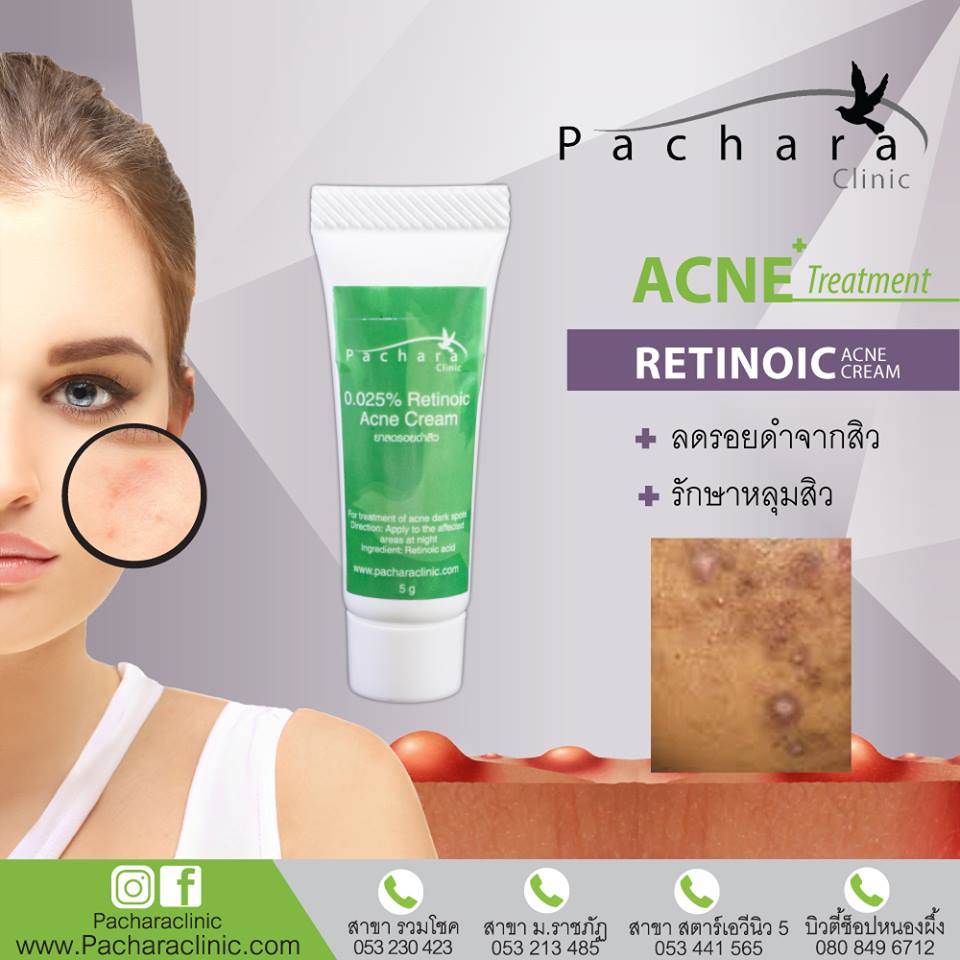 Pachara
Clinic
ACNE+ Treatment
RETINOIC ACNE CREAM
+ ลดรอยดำจากสิว
+ รักษาหลุมสิว
Pachara
Clinic
0.025% Retinoic
Acne Cream
ยาลดรอยดำสิว
For treatment of acne dark spots
Direction: Apply to the affected
areas at night
Ingredient: Retinoic acid
www.pacharaclinic.com
5 g
Pacharaclinic
www.Pacharaclinic.com
สาขา รวมโชค
053 230 423
สาขา ม.ราชภัฏ
053 213 485
สาขา สตาร์เอวีนิว 5
053 441 565
บิวตี้ช็อปหนองผึ้ง
080 849 6712